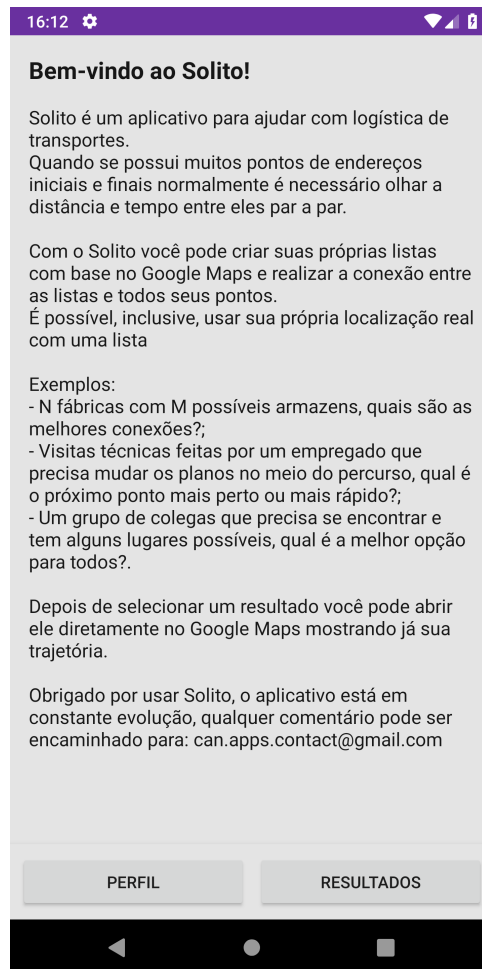 16:12
Bem-vindo ao Solito!
Solito é um aplicativo para ajudar com logística de
transportes.
Quando se possui muitos pontos de endereços
iniciais e finais normalmente é necessário olhar a
distância e tempo entre eles par a par.
Com o Solito você pode criar suas próprias listas
com base no Google Maps e realizar a conexão entre
as listas e todos seus pontos.
É possível, inclusive, usar sua própria localização real
com uma lista
Exemplos:
- N fábricas com M possíveis armazens, quais são as
melhores conexões?;
- Visitas técnicas feitas por um empregado que
precisa mudar os planos no meio do percurso, qual é
o próximo ponto mais perto ou mais rápido?;
- Um grupo de colegas que precisa se encontrar e
tem alguns lugares possíveis, qual é a melhor opção
para todos?.
Depois de selecionar um resultado você pode abrir
ele diretamente no Google Maps mostrando já sua
trajetória.
Obrigado por usar Solito, o aplicativo está em
constante evolução, qualquer comentário pode ser
encaminhado para: can.apps.contact@gmail.com
PERFIL
RESULTADOS